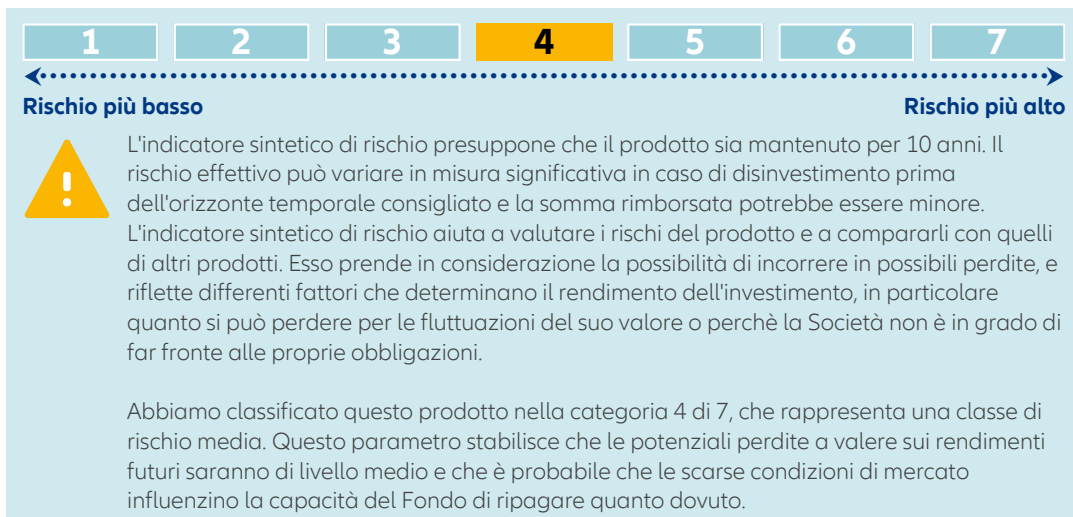 1 2 3 4 5 6 7
Rischio più basso Rischio più alto
L'indicatore sintetico di rischio presuppone che il prodotto sia mantenuto per 10 anni. Il
rischio effettivo può variare in misura significativa in caso di disinvestimento prima
dell'orizzonte temporale consigliato e la somma rimborsata potrebbe essere minore.
L'indicatore sintetico di rischio aiuta a valutare i rischi del prodotto e a compararli con quelli
di altri prodotti. Esso prende in considerazione la possibilità di incorrere in possibili perdite, e
riflette differenti fattori che determinano il rendimento dell'investimento, in particolare
quanto si può perdere per le fluttuazioni del suo valore o perchè la Società non è in grado di
far fronte alle proprie obbligazioni.
Abbiamo classificato questo prodotto nella categoria 4 di 7, che rappresenta una classe di
rischio media. Questo parametro stabilisce che le potenziali perdite a valere sui rendimenti
futuri saranno di livello medio e che è probabile che le scarse condizioni di mercato
influenzino la capacità del Fondo di ripagare quanto dovuto.